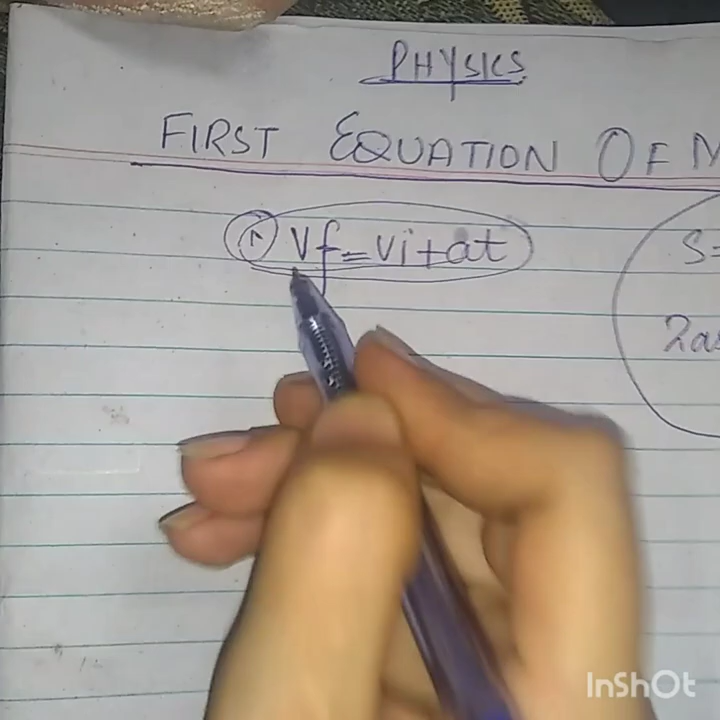 PHYSICS
FIRST EQUATION OF M
① Vf=Vi+at
S=
2a
InShOt